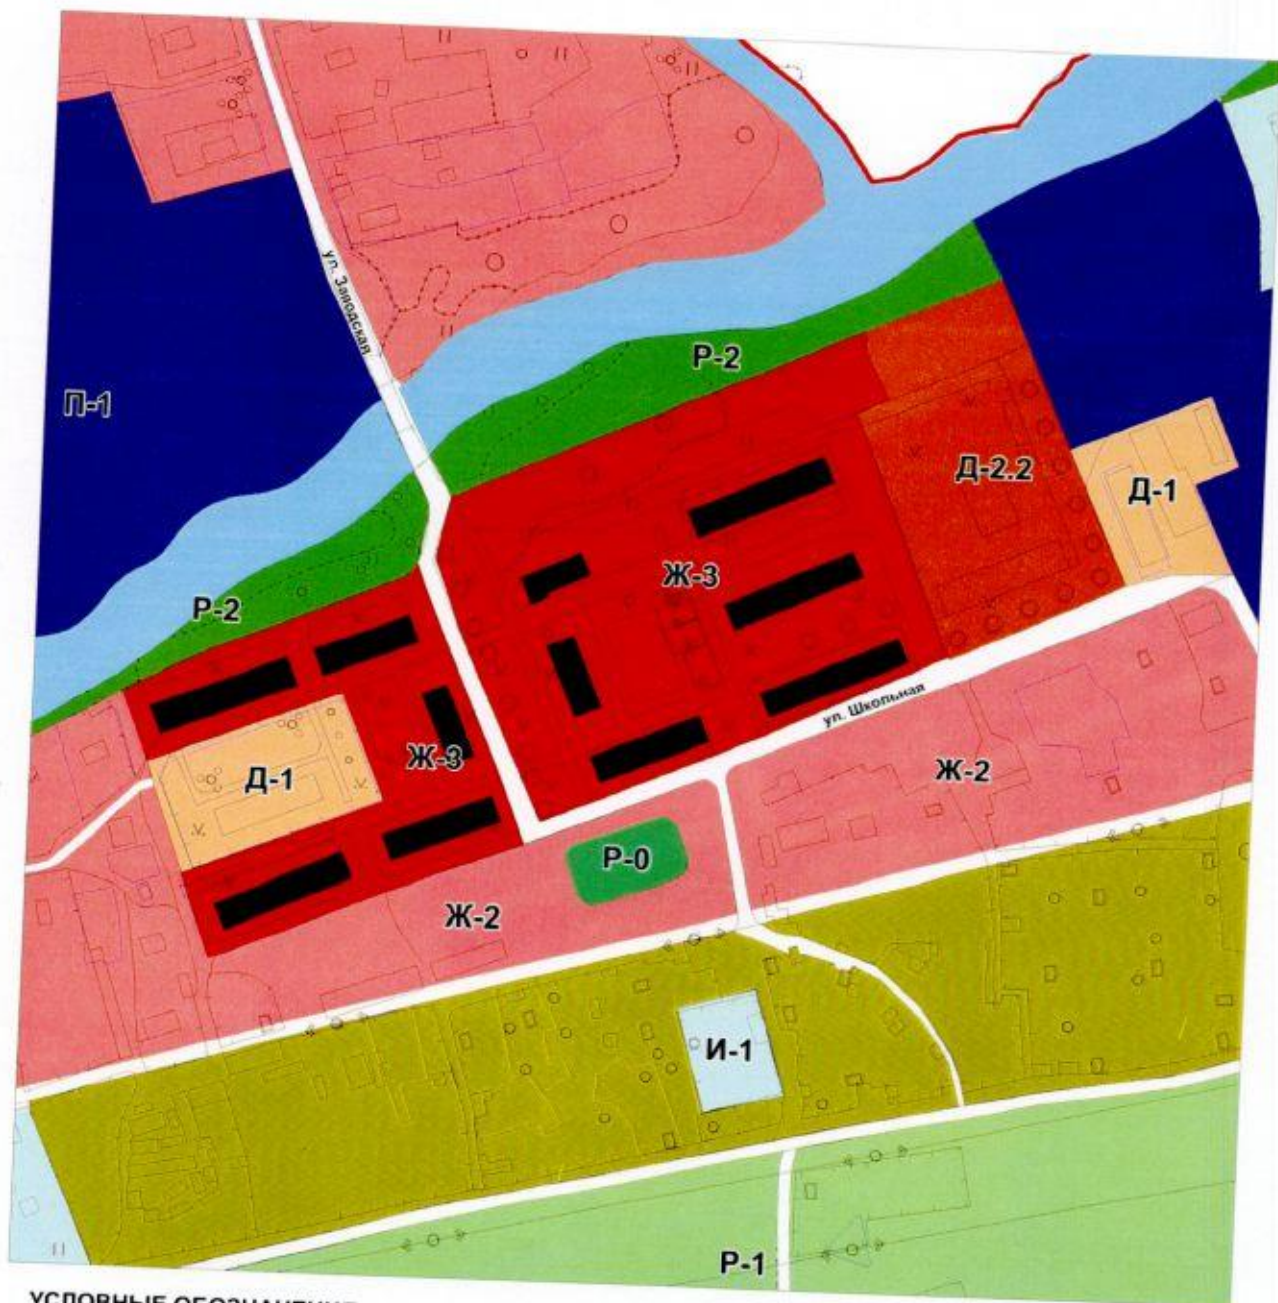 ул. Заводская
Р-2
П-1
Д-2.2
Д-1
Ж-3
Р-2
ул. Школьная
Ж-3
Д-1
Ж-2
Р-0
Ж-2
И-1
Р-1
УСЛОВНЫЕ ОБОЗНАЧЕНИЯ